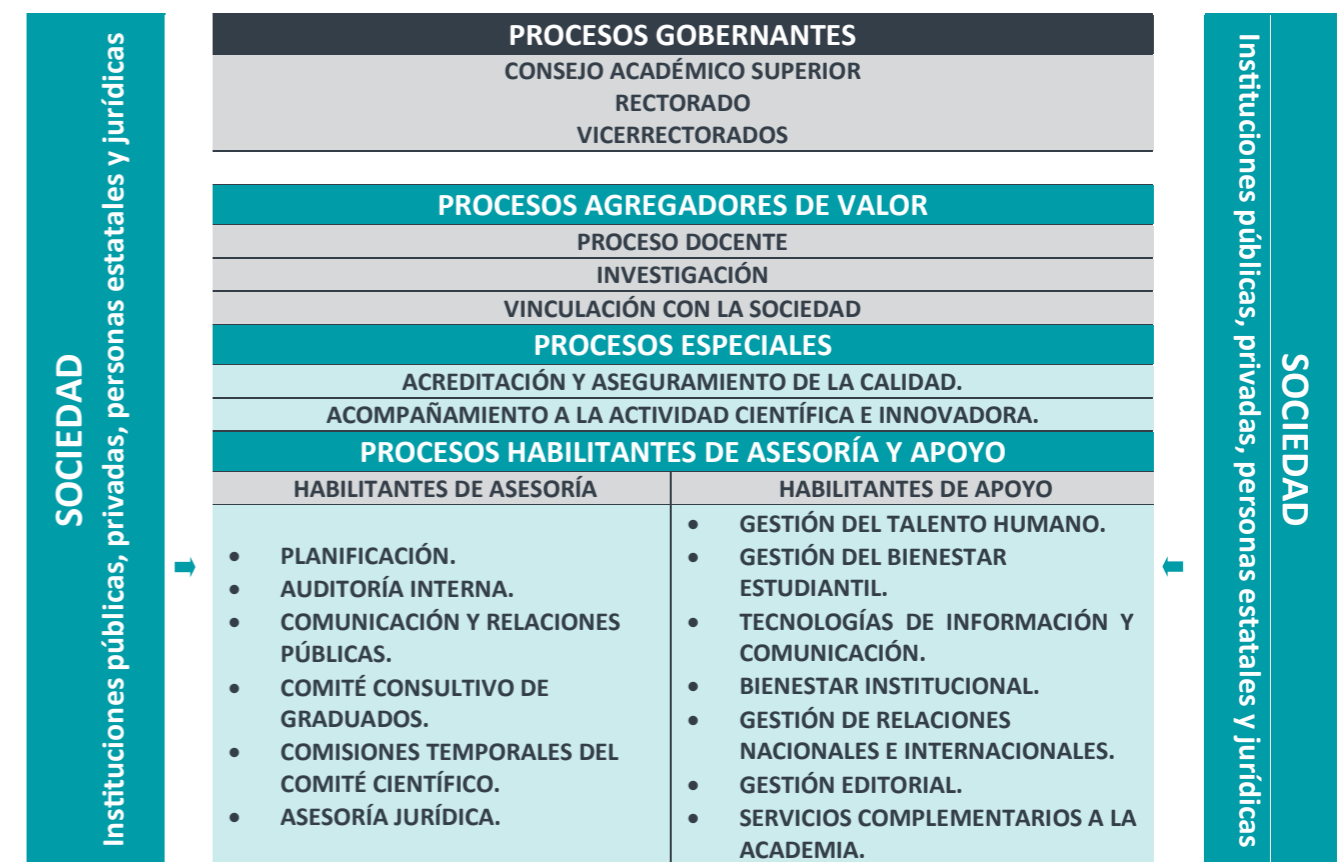 SOCIEDAD
Instituciones públicas, privadas, personas estatales y jurídicas
PROCESOS GOBERNANTES
CONSEJO ACADÉMICO SUPERIOR
RECTORADO
VICERRECTORADOS
PROCESOS AGREGADORES DE VALOR
PROCESO DOCENTE
INVESTIGACIÓN
VINCULACIÓN CON LA SOCIEDAD
PROCESOS ESPECIALES
ACREDITACIÓN Y ASEGURAMIENTO DE LA CALIDAD.
ACOMPAÑAMIENTO A LA ACTIVIDAD CIENTÍFICA E INNOVADORA.
PROCESOS HABILITANTES DE ASESORÍA Y APOYO
HABILITANTES DE ASESORÍA
• PLANIFICACIÓN.
• AUDITORÍA INTERNA.
• COMUNICACIÓN Y RELACIONES
PÚBLICAS.
• COMITÉ CONSULTIVO DE
GRADUADOS.
• COMISIONES TEMPORALES DEL
COMITÉ CIENTÍFICO.
• ASESORÍA JURÍDICA.
HABILITANTES DE APOYO
• GESTIÓN DEL TALENTO HUMANO.
• GESTIÓN DEL BIENESTAR
ESTUDIANTIL.
• TECNOLOGÍAS DE INFORMACIÓN Y
COMUNICACIÓN.
• BIENESTAR INSTITUCIONAL.
• GESTIÓN DE RELACIONES
NACIONALES E INTERNACIONALES.
• GESTIÓN EDITORIAL.
• SERVICIOS COMPLEMENTARIOS A LA
ACADEMIA.
SOCIEDAD
Instituciones públicas, privadas, personas estatales y jurídicas